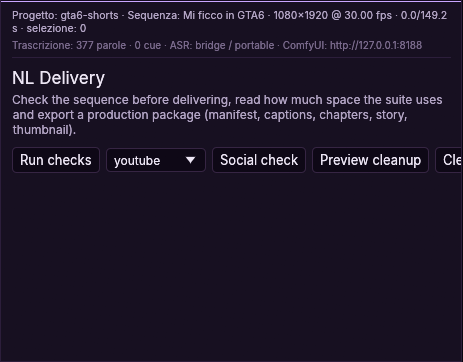 Progetto: gta6-shorts · Sequenza: Mi ficco in GTA6 · 1080×1920 @ 30.00 fps · 0.0/149.2
s · selezione: 0
Trascrizione: 377 parole · 0 cue · ASR: bridge / portable · ComfyUI: http://127.0.0.1:8188
NL Delivery
Check the sequence before delivering, read how much space the suite uses
and export a production package (manifest, captions, chapters, story,
thumbnail).
Run checks youtube Social check Preview cleanup Cle